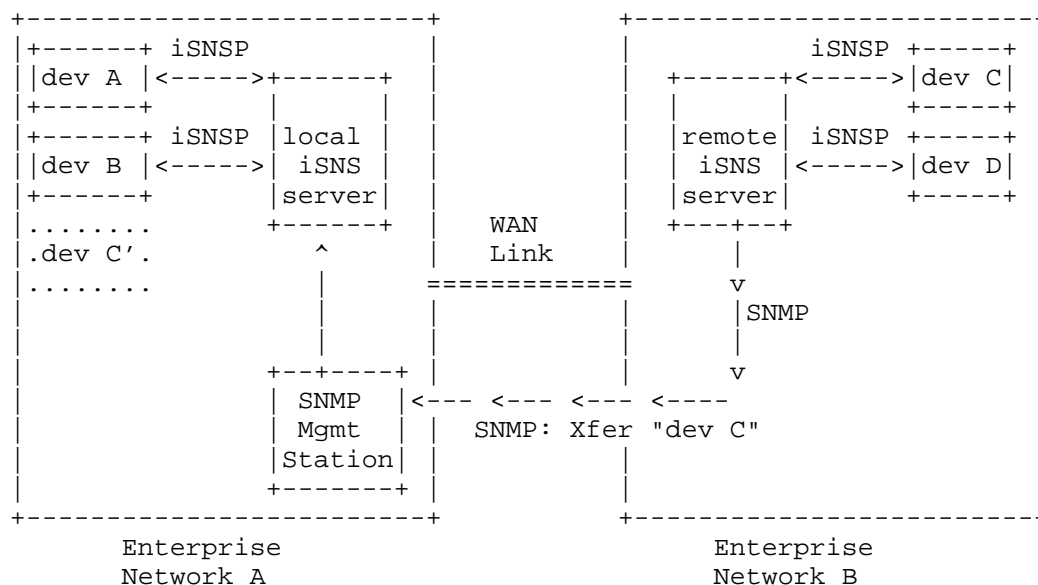 iSNSP iSNSP
dev A dev C
iSNSP local remote iSNSP
dev B iSNS iSNS dev D
server server
WAN
dev C'. Link
SNMP
SNMP
Mgmt SNMP: Xfer "dev C"
Station
Enterprise Enterprise
Network A Network B